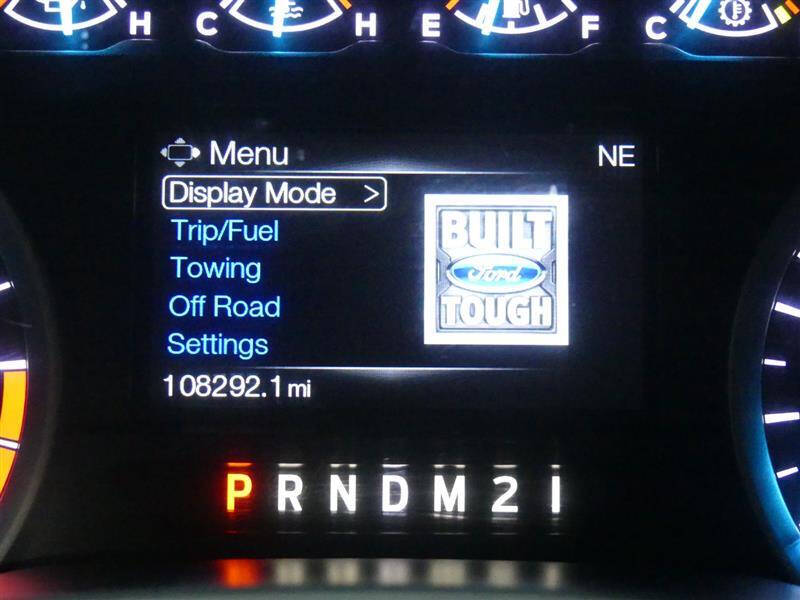 H C H E F C
Menu NE
Display Mode >
Trip/Fuel
Towing
Off Road
Settings
BUILT
Ford
TOUGH
108292.1 mi
P R N D M 2 1